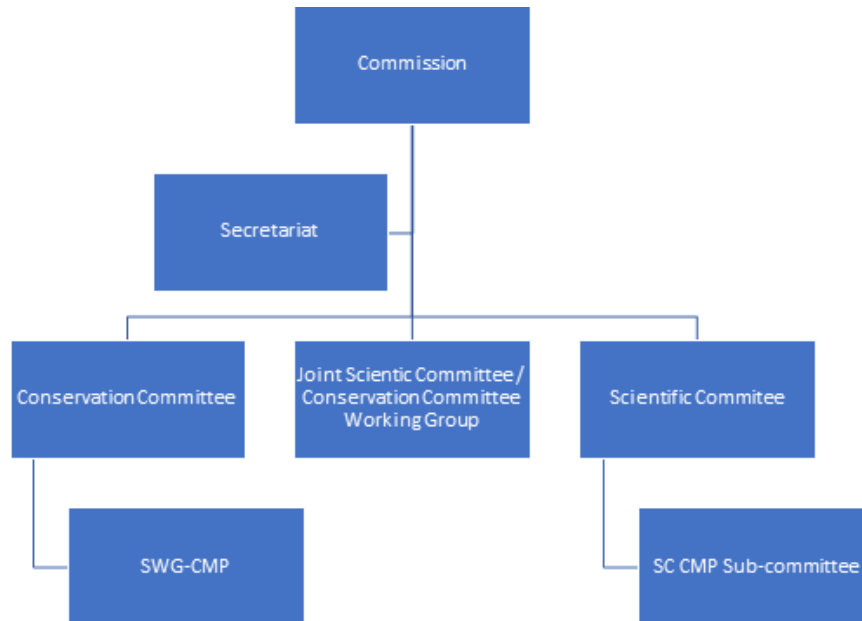 Commission
Secretariat
Conservation Committee
Joint Scientic Committee /
Conservation Committee
Working Group
Scientific Commitee
SWG-CMP
SC CMP Sub-committee